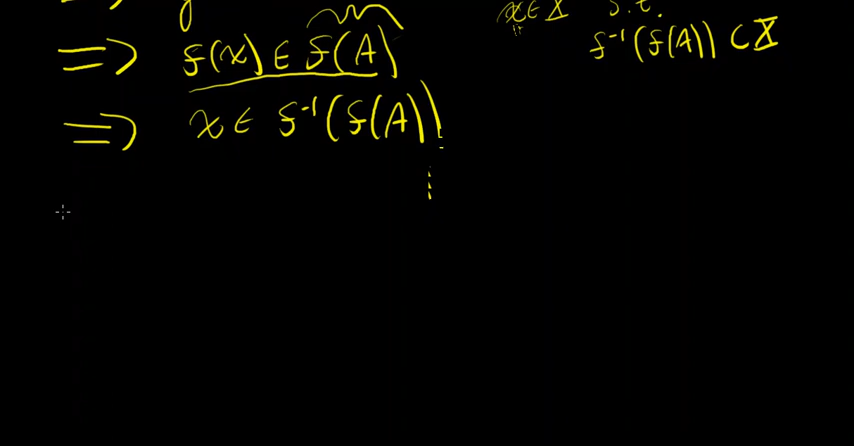 => f(x) ∈ f(A)
=> x ∈ f⁻¹(f(A))
x ∈ X s.t.
f⁻¹(f(A)) ⊂ X